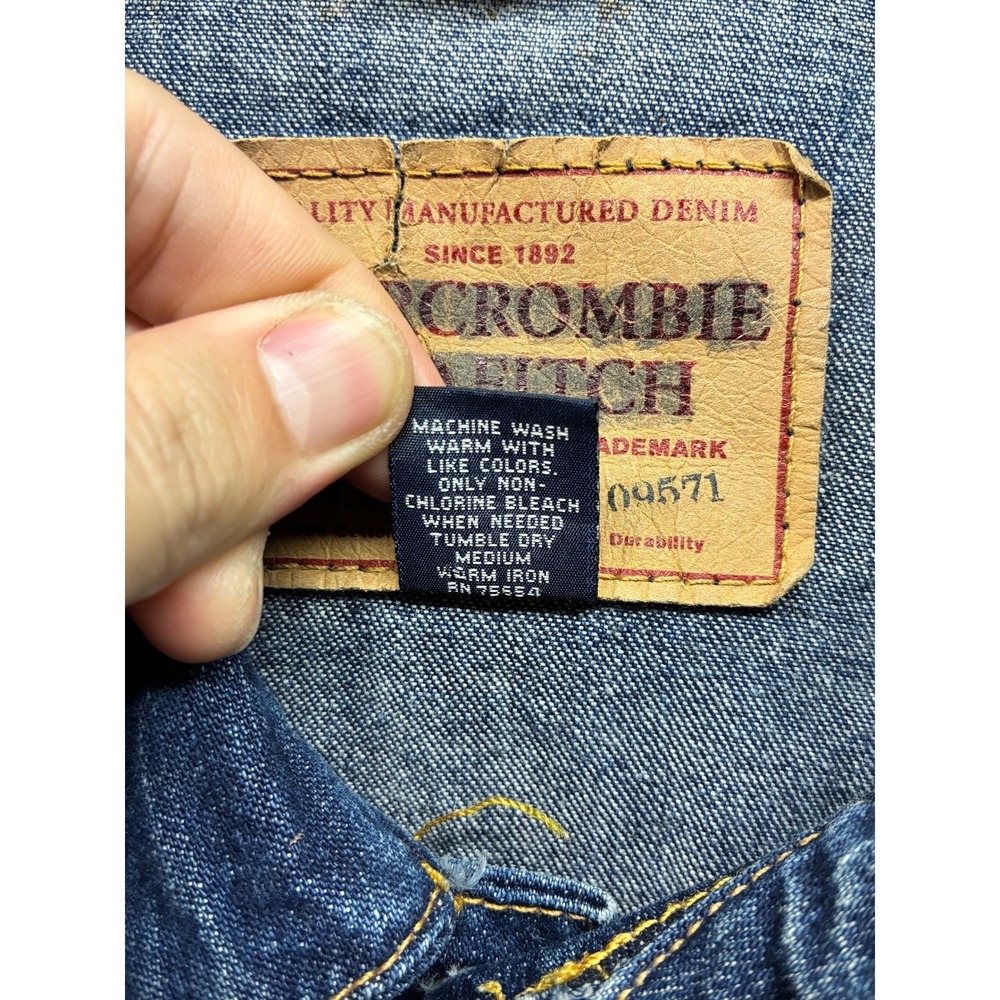 LITY MANUFACTURED DENIM
SINCE 1892
RCROMBIE
FITCH
ADEMARK
09571
Durability
MACHINE WASH
WARM WITH
LIKE COLORS.
ONLY NON-
CHLORINE BLEACH
WHEN NEEDED
TUMBLE DRY
MEDIUM
WARM IRON
RN 75654